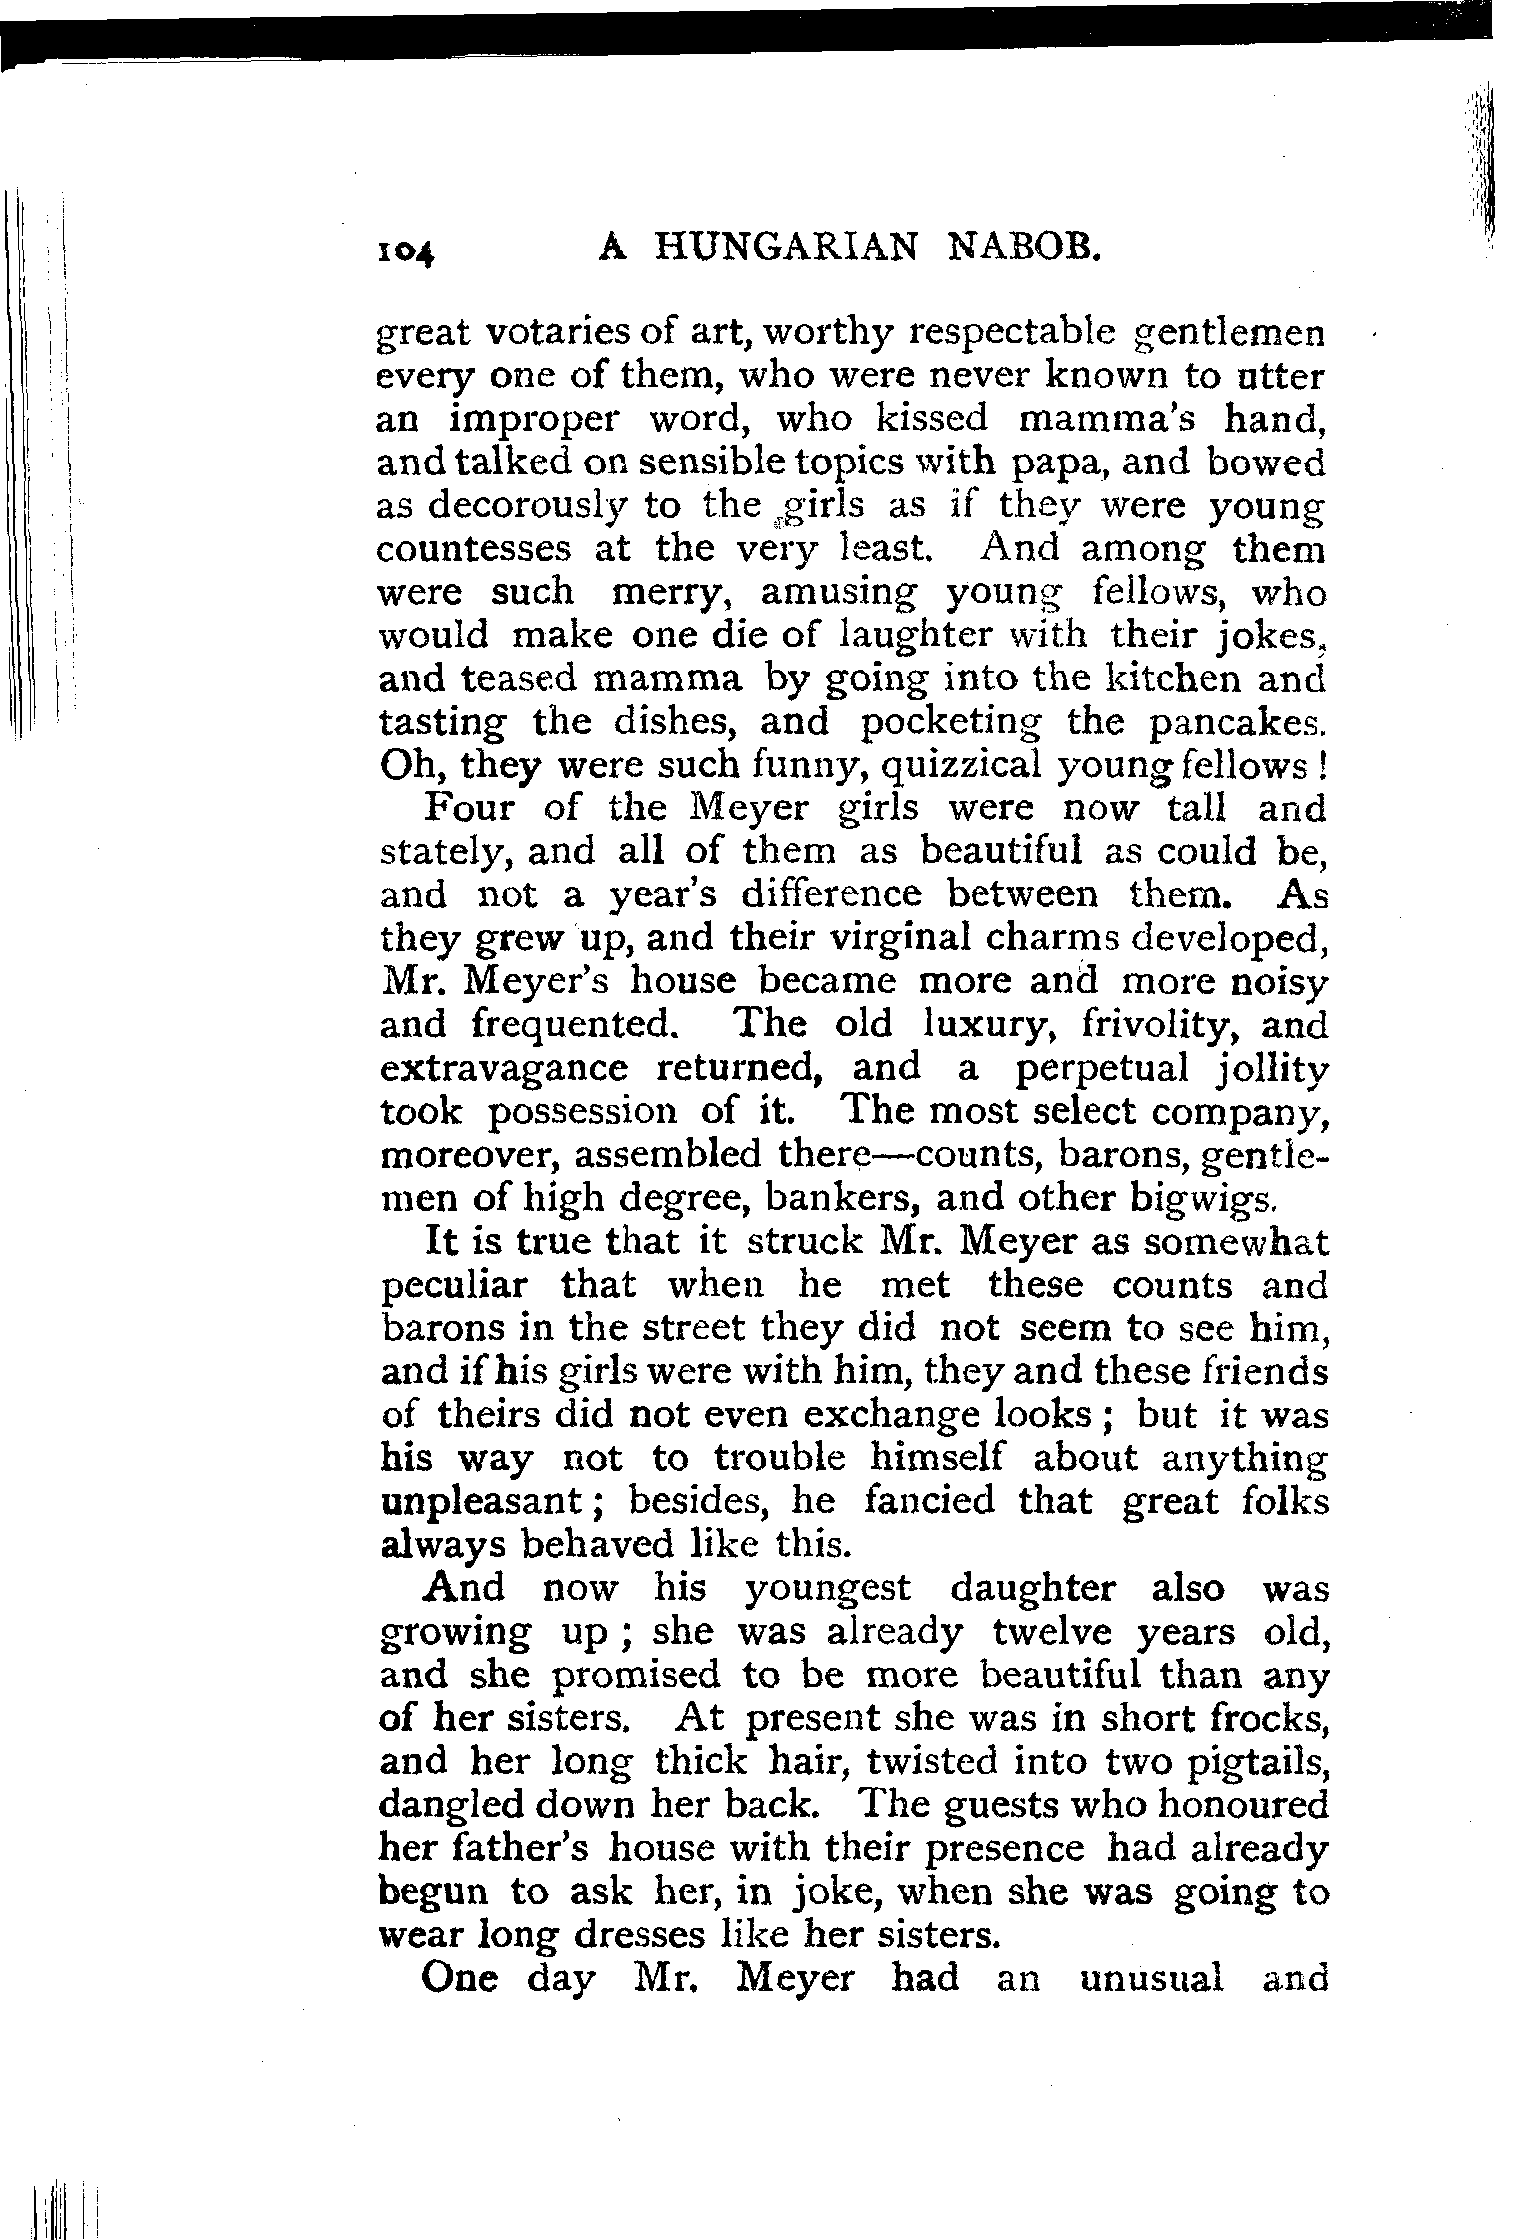 104 A HUNGARIAN NABOB.
great votaries of art, worthy respectable gentlemen
every one of them, who were never known to utter
an improper word, who kissed mamma's hand,
and talked on sensible topics with papa, and bowed
as decorously to the girls as if they were young
countesses at the very least. And among them
were such merry, amusing young fellows, who
would make one die of laughter with their jokes,
and teased mamma by going into the kitchen and
tasting the dishes, and pocketing the pancakes.
Oh, they were such funny, quizzical young fellows !
Four of the Meyer girls were now tall and
stately, and all of them as beautiful as could be,
and not a year's difference between them. As
they grew up, and their virginal charms developed,
Mr. Meyer's house became more and more noisy
and frequented. The old luxury, frivolity, and
extravagance returned, and a perpetual jollity
took possession of it. The most select company,
moreover, assembled there—counts, barons, gentle-
men of high degree, bankers, and other bigwigs.
It is true that it struck Mr. Meyer as somewhat
peculiar that when he met these counts and
barons in the street they did not seem to see him,
and if his girls were with him, they and these friends
of theirs did not even exchange looks ; but it was
his way not to trouble himself about anything
unpleasant ; besides, he fancied that great folks
always behaved like this.
And now his youngest daughter also was
growing up ; she was already twelve years old,
and she promised to be more beautiful than any
of her sisters. At present she was in short frocks,
and her long thick hair, twisted into two pigtails,
dangled down her back. The guests who honoured
her father's house with their presence had already
begun to ask her, in joke, when she was going to
wear long dresses like her sisters.
One day Mr. Meyer had an unusual and